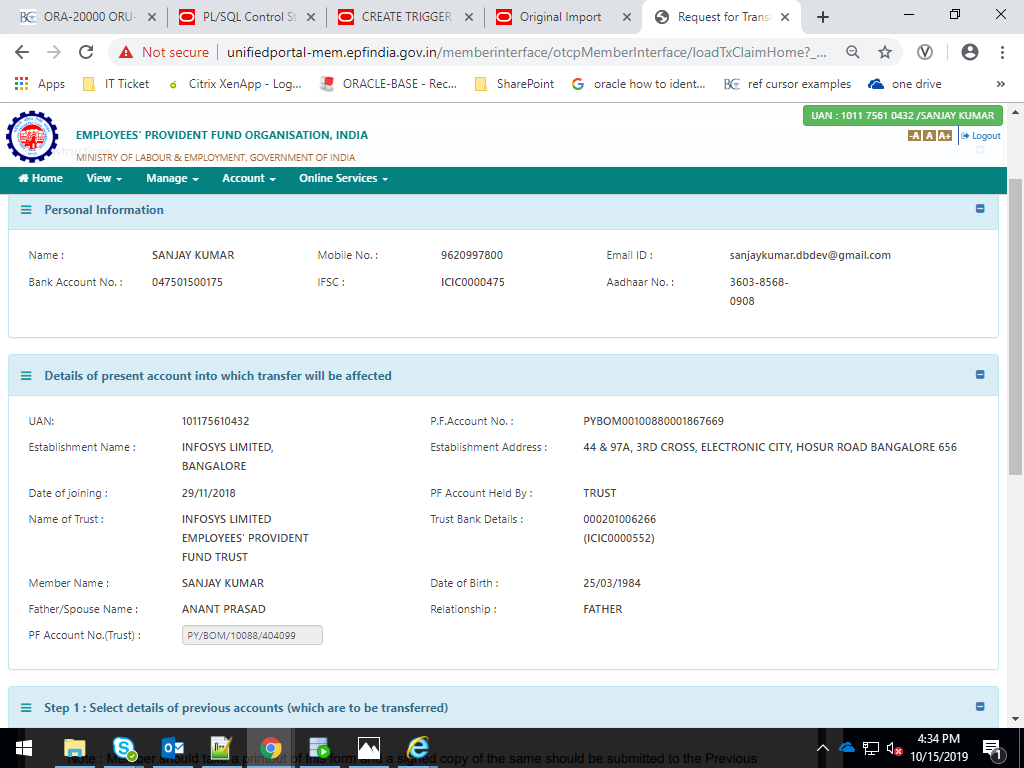 ORA-20000 ORU- PL/SQL Control St CREATE TRIGGER Original Import Request for Trans
Not secure unifiedportal-mem.epfindia.gov.in/memberinterface/otcpMemberInterface/loadTxClaimHome?_...
Apps IT Ticket Citrix XenApp - Log... ORACLE-BASE - Rec... SharePoint oracle how to ident... ref cursor examples one drive »
UAN : 1011 7561 0432 /SANJAY KUMAR
EMPLOYEES' PROVIDENT FUND ORGANISATION, INDIA -A A A+ Logout
MINISTRY OF LABOUR & EMPLOYMENT, GOVERNMENT OF INDIA
Home View Manage Account Online Services
Personal Information
Name : SANJAY KUMAR Mobile No. : 9620997800 Email ID : sanjaykumar.dbdev@gmail.com
Bank Account No. : 047501500175 IFSC : ICIC0000475 Aadhaar No. : 3603-8568-
0908
Details of present account into which transfer will be affected
UAN: 101175610432 P.F.Account No. : PYBOM00100880001867669
Establishment Name : INFOSYS LIMITED, Establishment Address : 44 & 97A, 3RD CROSS, ELECTRONIC CITY, HOSUR ROAD BANGALORE 656
BANGALORE
Date of joining : 29/11/2018 PF Account Held By : TRUST
Name of Trust : INFOSYS LIMITED Trust Bank Details : 000201006266
EMPLOYEES' PROVIDENT (ICIC0000552)
FUND TRUST
Member Name : SANJAY KUMAR Date of Birth : 25/03/1984
Father/Spouse Name : ANANT PRASAD Relationship : FATHER
PF Account No.(Trust) : PY/BOM/10088/404099
Step 1 : Select details of previous accounts (which are to be transferred)
Note : Member should take a printout of this form and a signed copy of the same should be submitted to the Previous
4:34 PM
10/15/2019
1